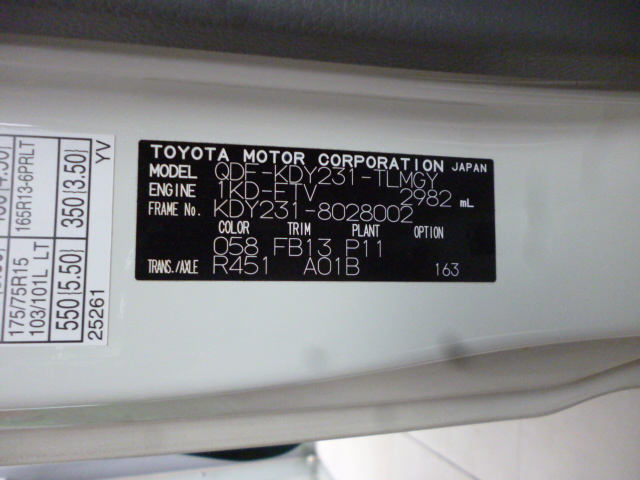 TOYOTA MOTOR CORPORATION JAPAN
MODEL QDF-KDY231-TLMGY
ENGINE 1KD-FTV 2982 mL
FRAME No. KDY231-8028002
COLOR TRIM PLANT OPTION
058 FB13 P11
TRANS./AXLE R451 A01B 163
165R13-6PRLT 350 [3.50] YV
175/75R15
103/101L LT 550 [5.50] 25261